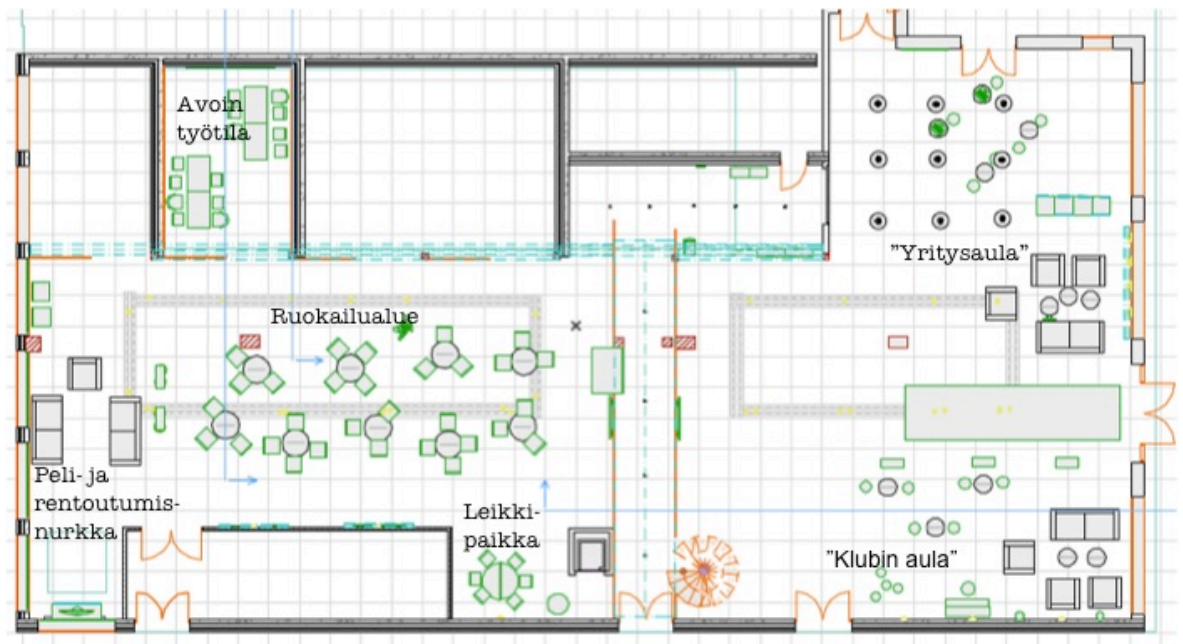 Avoin
työtila
"Yritysaula"
Ruokailualue
Peli- ja
rentoutumis-
nurkka
Leikki-
paikka
"Klubin aula"